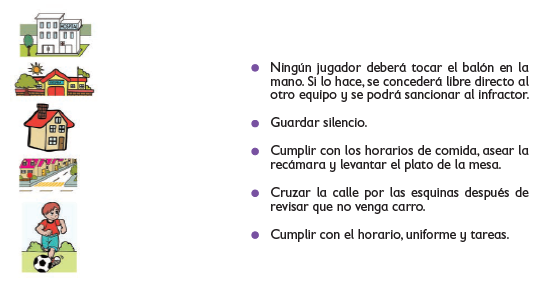 HOSPITAL
Ningún jugador deberá tocar el balón en la
mano. Si lo hace, se concederá libre directo al
otro equipo y se podrá sancionar al infractor.
Guardar silencio.
Cumplir con los horarios de comida, asear la
recámara y levantar el plato de la mesa.
Cruzar la calle por las esquinas después de
revisar que no venga carro.
Cumplir con el horario, uniforme y tareas.